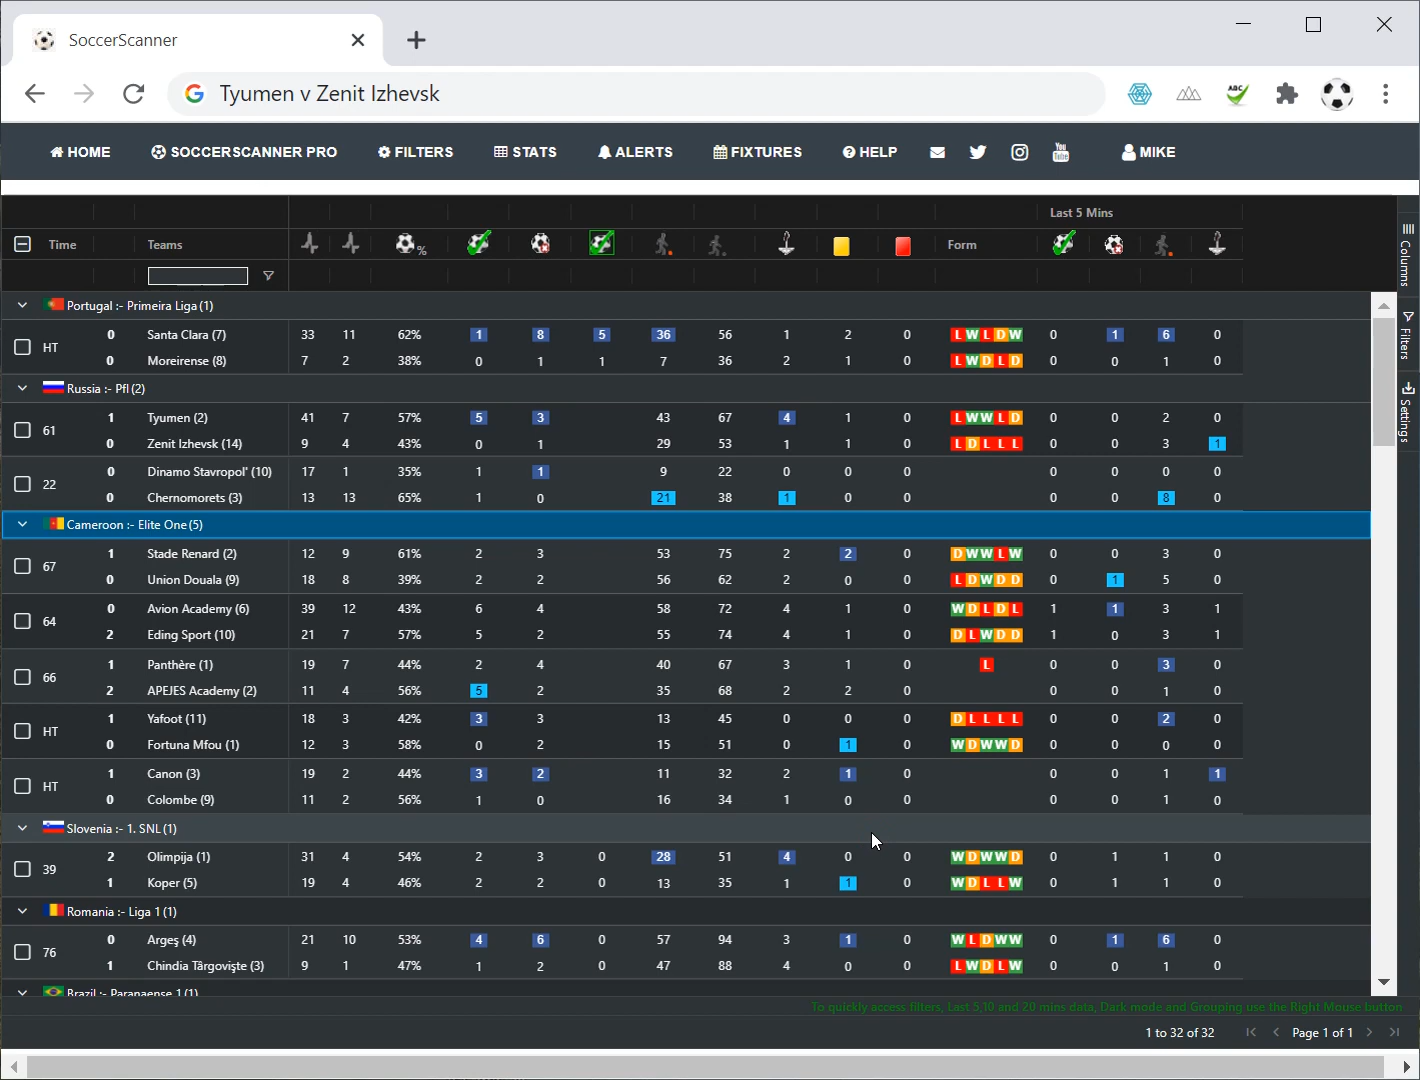 SoccerScanner
Tyumen v Zenit Izhevsk
ABC
HOME SOCCERSCANNER PRO FILTERS STATS ALERTS FIXTURES HELP You Tube MIKE
Last 5 Mins
Time Teams % Form
Columns
Filters
Settings
Portugal :- Primeira Liga (1)
0 Santa Clara (7) 33 11 62% 1 8 5 36 56 1 2 0 L W L D W 0 1 6 0
HT
0 Moreirense (8) 7 2 38% 0 1 1 7 36 2 1 0 L W D L D 0 0 1 0
Russia :- Pfl (2)
1 Tyumen (2) 41 7 57% 5 3 43 67 4 1 0 L W W L D 0 0 2 0
61
0 Zenit Izhevsk (14) 9 4 43% 0 1 29 53 1 1 0 L D L L L 0 0 3 1
0 Dinamo Stavropol' (10) 17 1 35% 1 1 9 22 0 0 0 0 0 0 0
22
0 Chernomorets (3) 13 13 65% 1 0 21 38 1 0 0 0 0 8 0
Cameroon :- Elite One (5)
1 Stade Renard (2) 12 9 61% 2 3 53 75 2 2 0 D W W L W 0 0 3 0
67
0 Union Douala (9) 18 8 39% 2 2 56 62 2 0 0 L D W D D 0 1 5 0
0 Avion Academy (6) 39 12 43% 6 4 58 72 4 1 0 W D L D L 1 1 3 1
64
2 Eding Sport (10) 21 7 57% 5 2 55 74 4 1 0 D L W D D 1 0 3 1
1 Panthère (1) 19 7 44% 2 4 40 67 3 1 0 L 0 0 3 0
66
2 APEJES Academy (2) 11 4 56% 5 2 35 68 2 2 0 0 0 1 0
1 Yafoot (11) 18 3 42% 3 3 13 45 0 0 0 D L L L L 0 0 2 0
HT
0 Fortuna Mfou (1) 12 3 58% 0 2 15 51 0 1 0 W D W W D 0 0 0 0
1 Canon (3) 19 2 44% 3 2 11 32 2 1 0 0 0 1 1
HT
0 Colombe (9) 11 2 56% 1 0 16 34 1 0 0 0 0 1 0
Slovenia :- 1. SNL (1)
2 Olimpija (1) 31 4 54% 2 3 0 28 51 4 0 0 W D W W D 0 1 1 0
39
1 Koper (5) 19 4 46% 2 2 0 13 35 1 1 0 W D L L W 0 1 1 0
Romania :- Liga 1 (1)
0 Argeş (4) 21 10 53% 4 6 0 57 94 3 1 0 W L D W W 0 1 6 0
76
1 Chindia Târgovişte (3) 9 1 47% 1 2 0 47 88 4 0 0 L W D L W 0 0 1 0
Brazil :- Paranaense 1 (1)
To quickly access filters, Last 5,10 and 20 mins data, Dark mode and Grouping use the Right Mouse button
1 to 32 of 32 Page 1 of 1